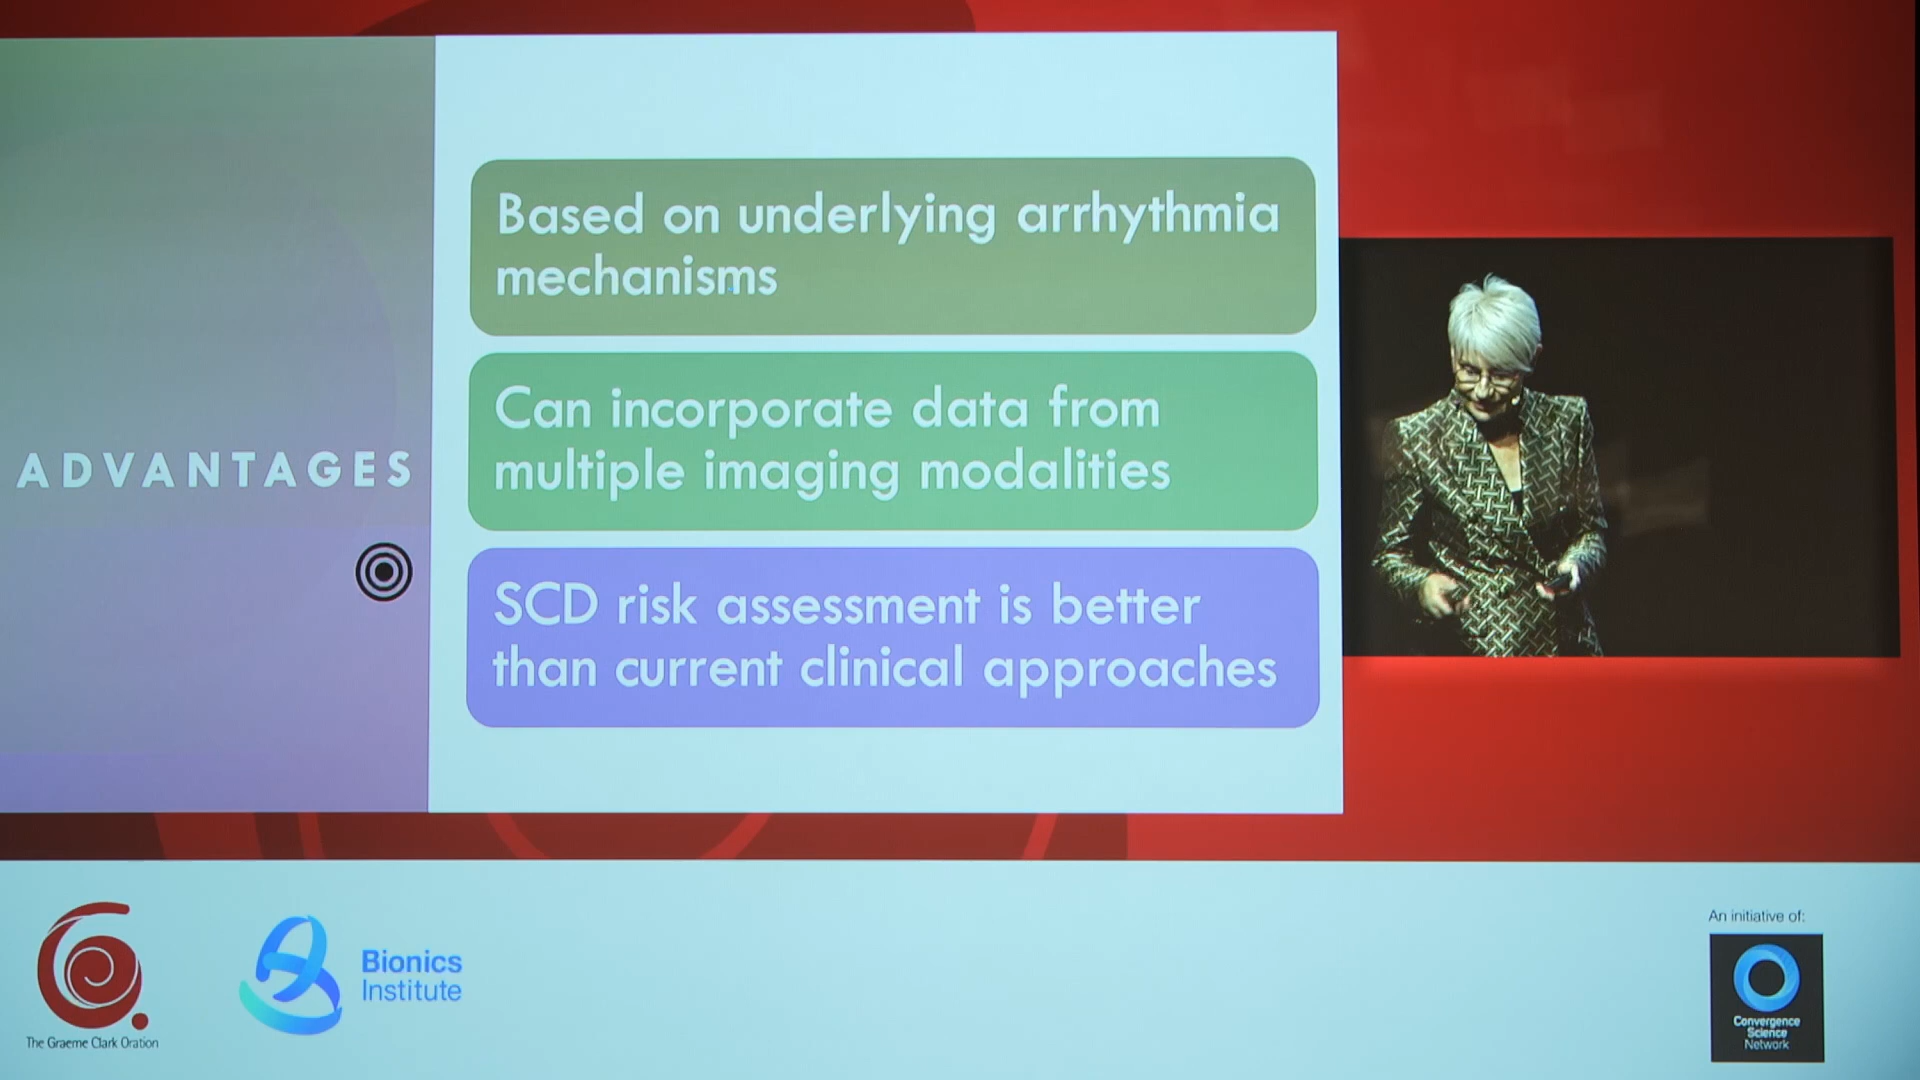 ADVANTAGES
Based on underlying arrhythmia
mechanisms
Can incorporate data from
multiple imaging modalities
SCD risk assessment is better
than current clinical approaches
The Graeme Clark Oration
Bionics
Institute
An initiative of:
Convergence
Science
Network